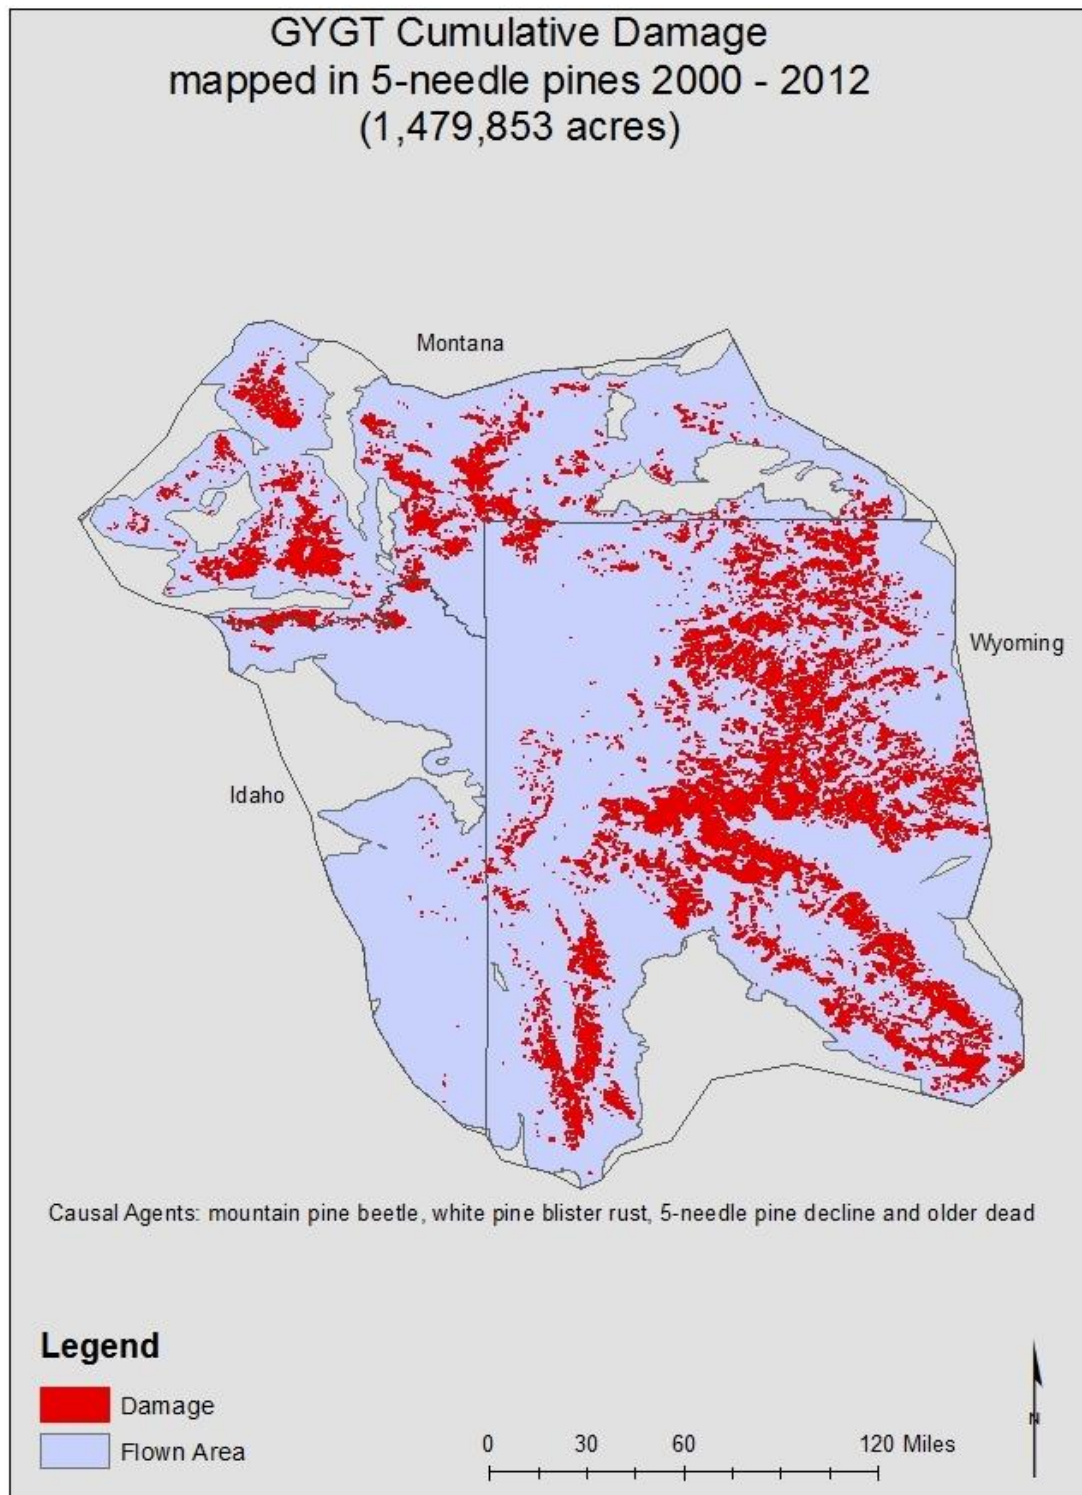 GYGT Cumulative Damage
mapped in 5-needle pines 2000 - 2012
(1,479,853 acres)
Montana
Wyoming
Idaho
Causal Agents: mountain pine beetle, white pine blister rust, 5-needle pine decline and older dead
Legend
Damage
Flown Area
0 30 60 120 Miles
N